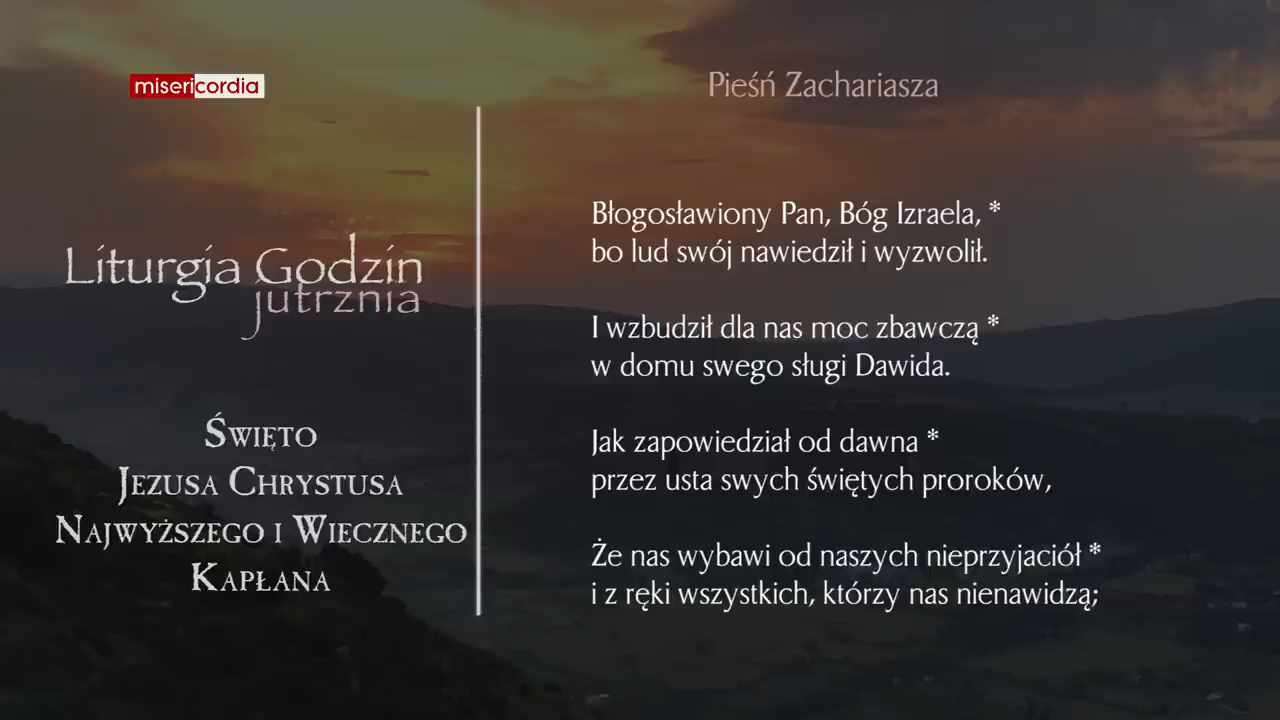 misericordia
Liturgia Godzin
jutrznia
Święto
Jezusa Chrystusa
Najwyższego i Wiecznego
Kapłana
Pieśń Zachariasza
Błogosławiony Pan, Bóg Izraela, *
bo lud swój nawiedził i wyzwolił.
I wzbudził dla nas moc zbawczą *
w domu swego sługi Dawida.
Jak zapowiedział od dawna *
przez usta swych świętych proroków,
Że nas wybawi od naszych nieprzyjaciół *
i z ręki wszystkich, którzy nas nienawidzą;